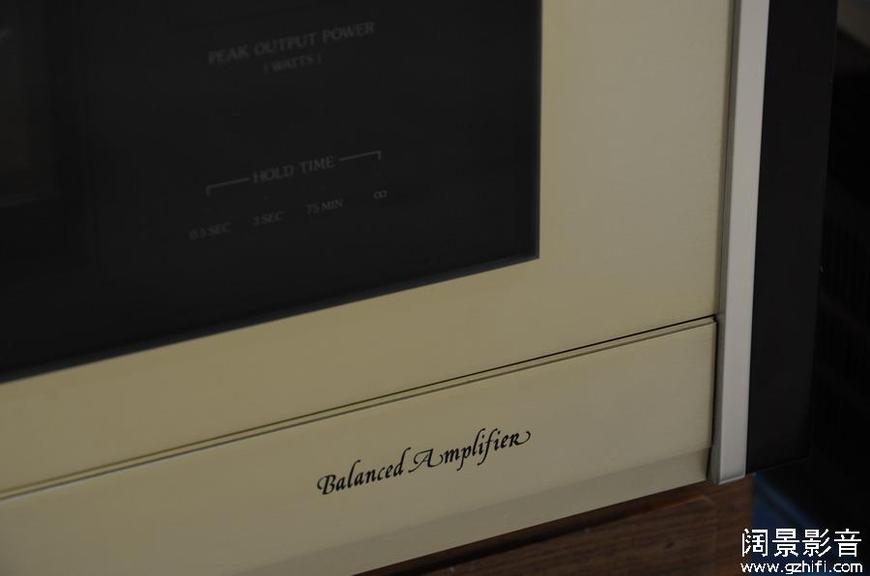 PEAK OUTPUT POWER
(WATTS)
HOLD TIME
0.5 SEC 3 SEC 75 MIN ∞
Balanced Amplifier
阔景影音
www.gzhifi.com